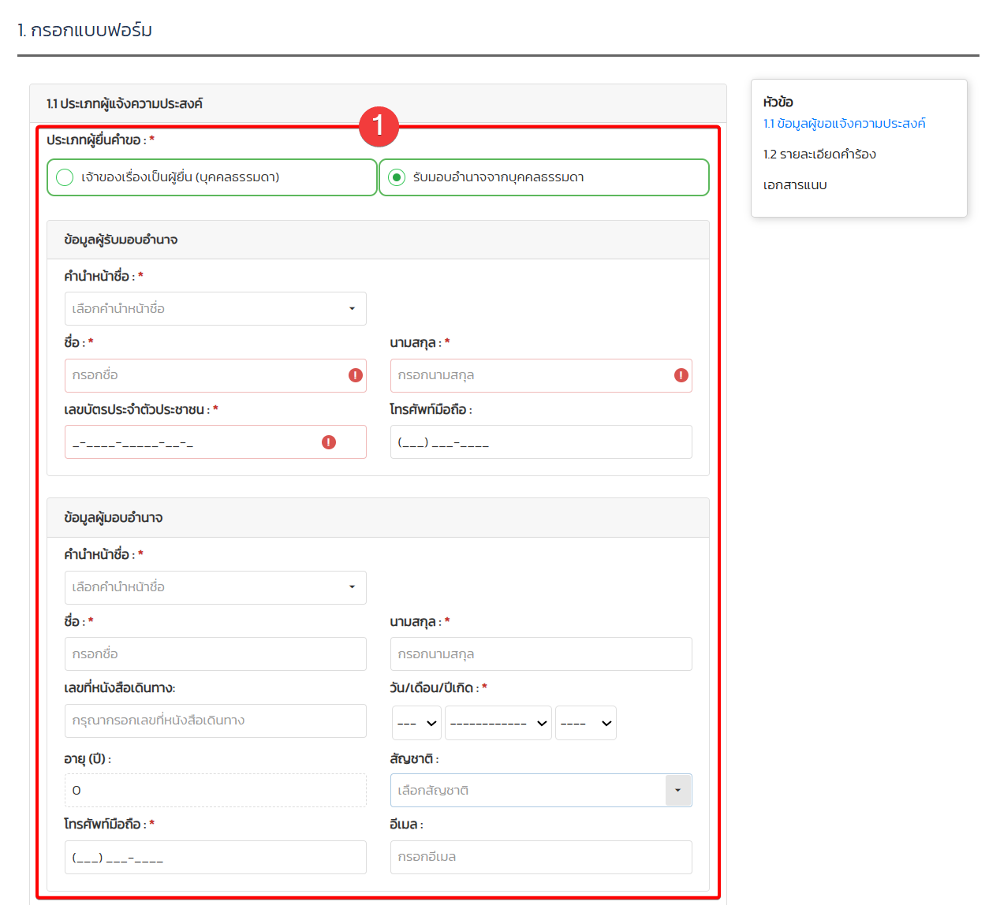 1. กรอกแบบฟอร์ม
1.1 ประเภทผู้แจ้งความประสงค์
1
ประเภทผู้ยื่นคำขอ : *
เจ้าของเรื่องเป็นผู้ยื่น (บุคคลธรรมดา)
รับมอบอำนาจจากบุคคลธรรมดา
ข้อมูลผู้รับมอบอำนาจ
คำนำหน้าชื่อ : *
เลือกคำนำหน้าชื่อ
ชื่อ : *
นามสกุล : *
กรอกชื่อ
กรอกนามสกุล
เลขบัตรประจำตัวประชาชน : *
โทรศัพท์มือถือ :
_-____-_____-__-_
(___) ___-____
ข้อมูลผู้มอบอำนาจ
คำนำหน้าชื่อ : *
เลือกคำนำหน้าชื่อ
ชื่อ : *
นามสกุล : *
กรอกชื่อ
กรอกนามสกุล
เลขที่หนังสือเดินทาง:
วัน/เดือน/ปีเกิด : *
กรุณากรอกเลขที่หนังสือเดินทาง
--- ------------ ----
อายุ (ปี) :
สัญชาติ :
0
เลือกสัญชาติ
โทรศัพท์มือถือ : *
อีเมล :
(___) ___-____
กรอกอีเมล
หัวข้อ
1.1 ข้อมูลผู้ขอแจ้งความประสงค์
1.2 รายละเอียดคำร้อง
เอกสารแนบ